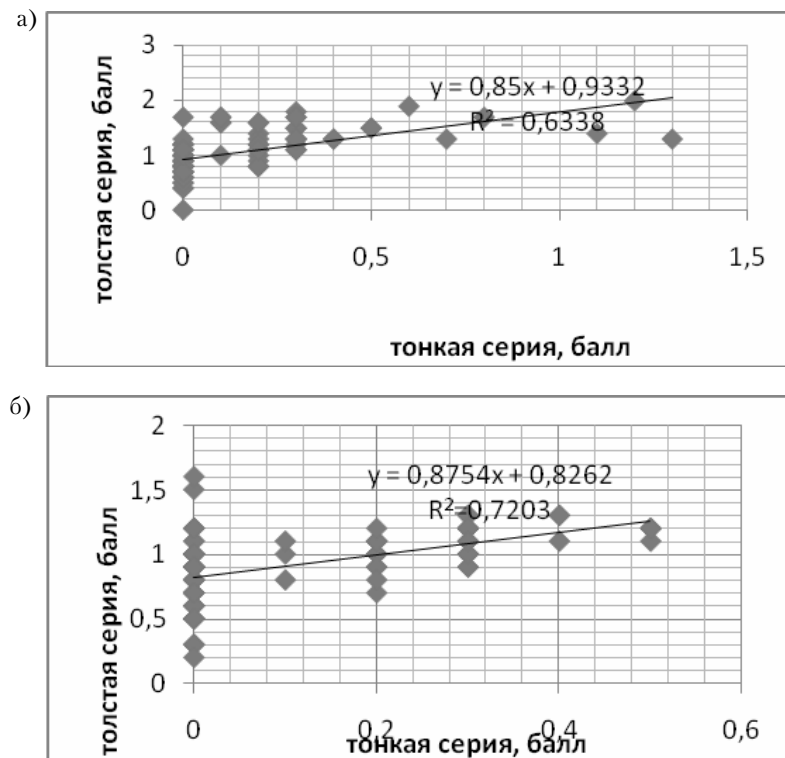 а)
3
2
1
0
толстая серия, балл
y = 0,85x + 0,9332
R² = 0,6338
0
0,5
1
1,5
тонкая серия, балл
б)
2
1,5
1
0,5
0
толстая серия, балл
y = 0,8754x + 0,8262
R²=0,7203
0
0,2
0,4
0,6
тонкая серия, балл